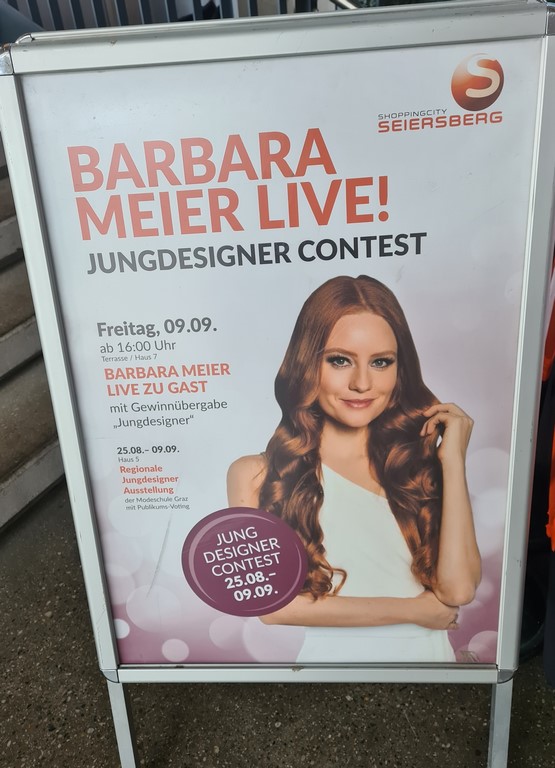 SHOPPINGCITY
SEIERSBERG
BARBARA
MEIER LIVE!
JUNGDESIGNER CONTEST
Freitag, 09.09.
ab 16:00 Uhr
Terrasse / Haus 7
BARBARA MEIER
LIVE ZU GAST
mit Gewinnübergabe
„Jungdesigner"
25.08.– 09.09.
Haus 5
Regionale
Jungdesigner
Ausstellung
der Modeschule Graz
mit Publikums-Voting
JUNG
DESIGNER
CONTEST
25.08.–
09.09.